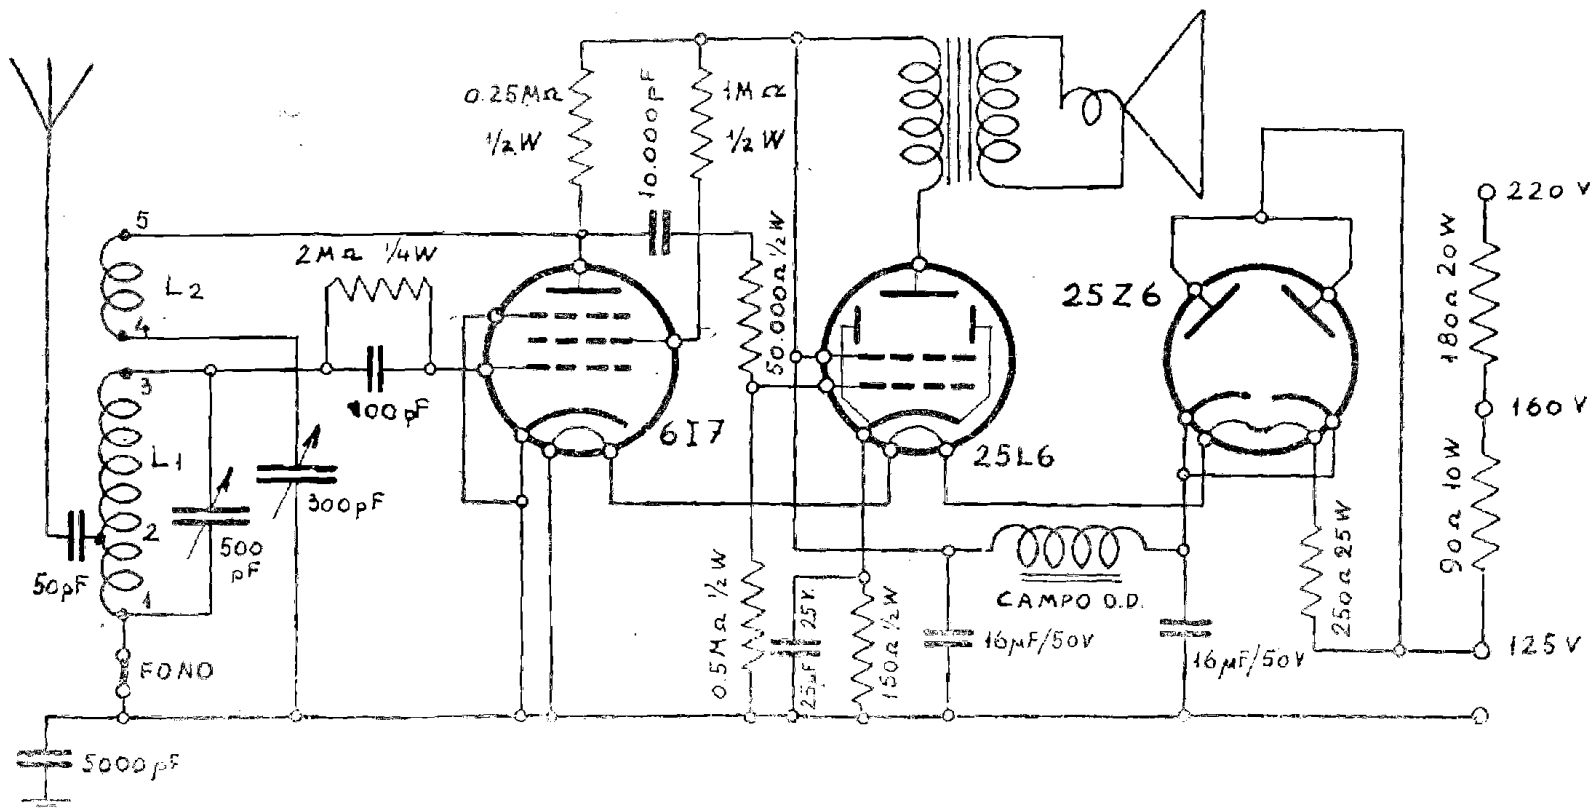 0.25MΩ
½W
10.000pF
1MΩ
½W
220V
180Ω 20W
160V
90Ω 10W
125V
5
L2
4
2MΩ ¼W
50.000Ω ½W
25Z6
3
100pF
6I7
25L6
L1
300pF
2
500
pF
50pF
1
FONO
0.5MΩ ½W
25µF 25V.
150Ω ½W
16µF/50V
CAMPO O.D.
16µF/50V
250Ω 25W
5000pF